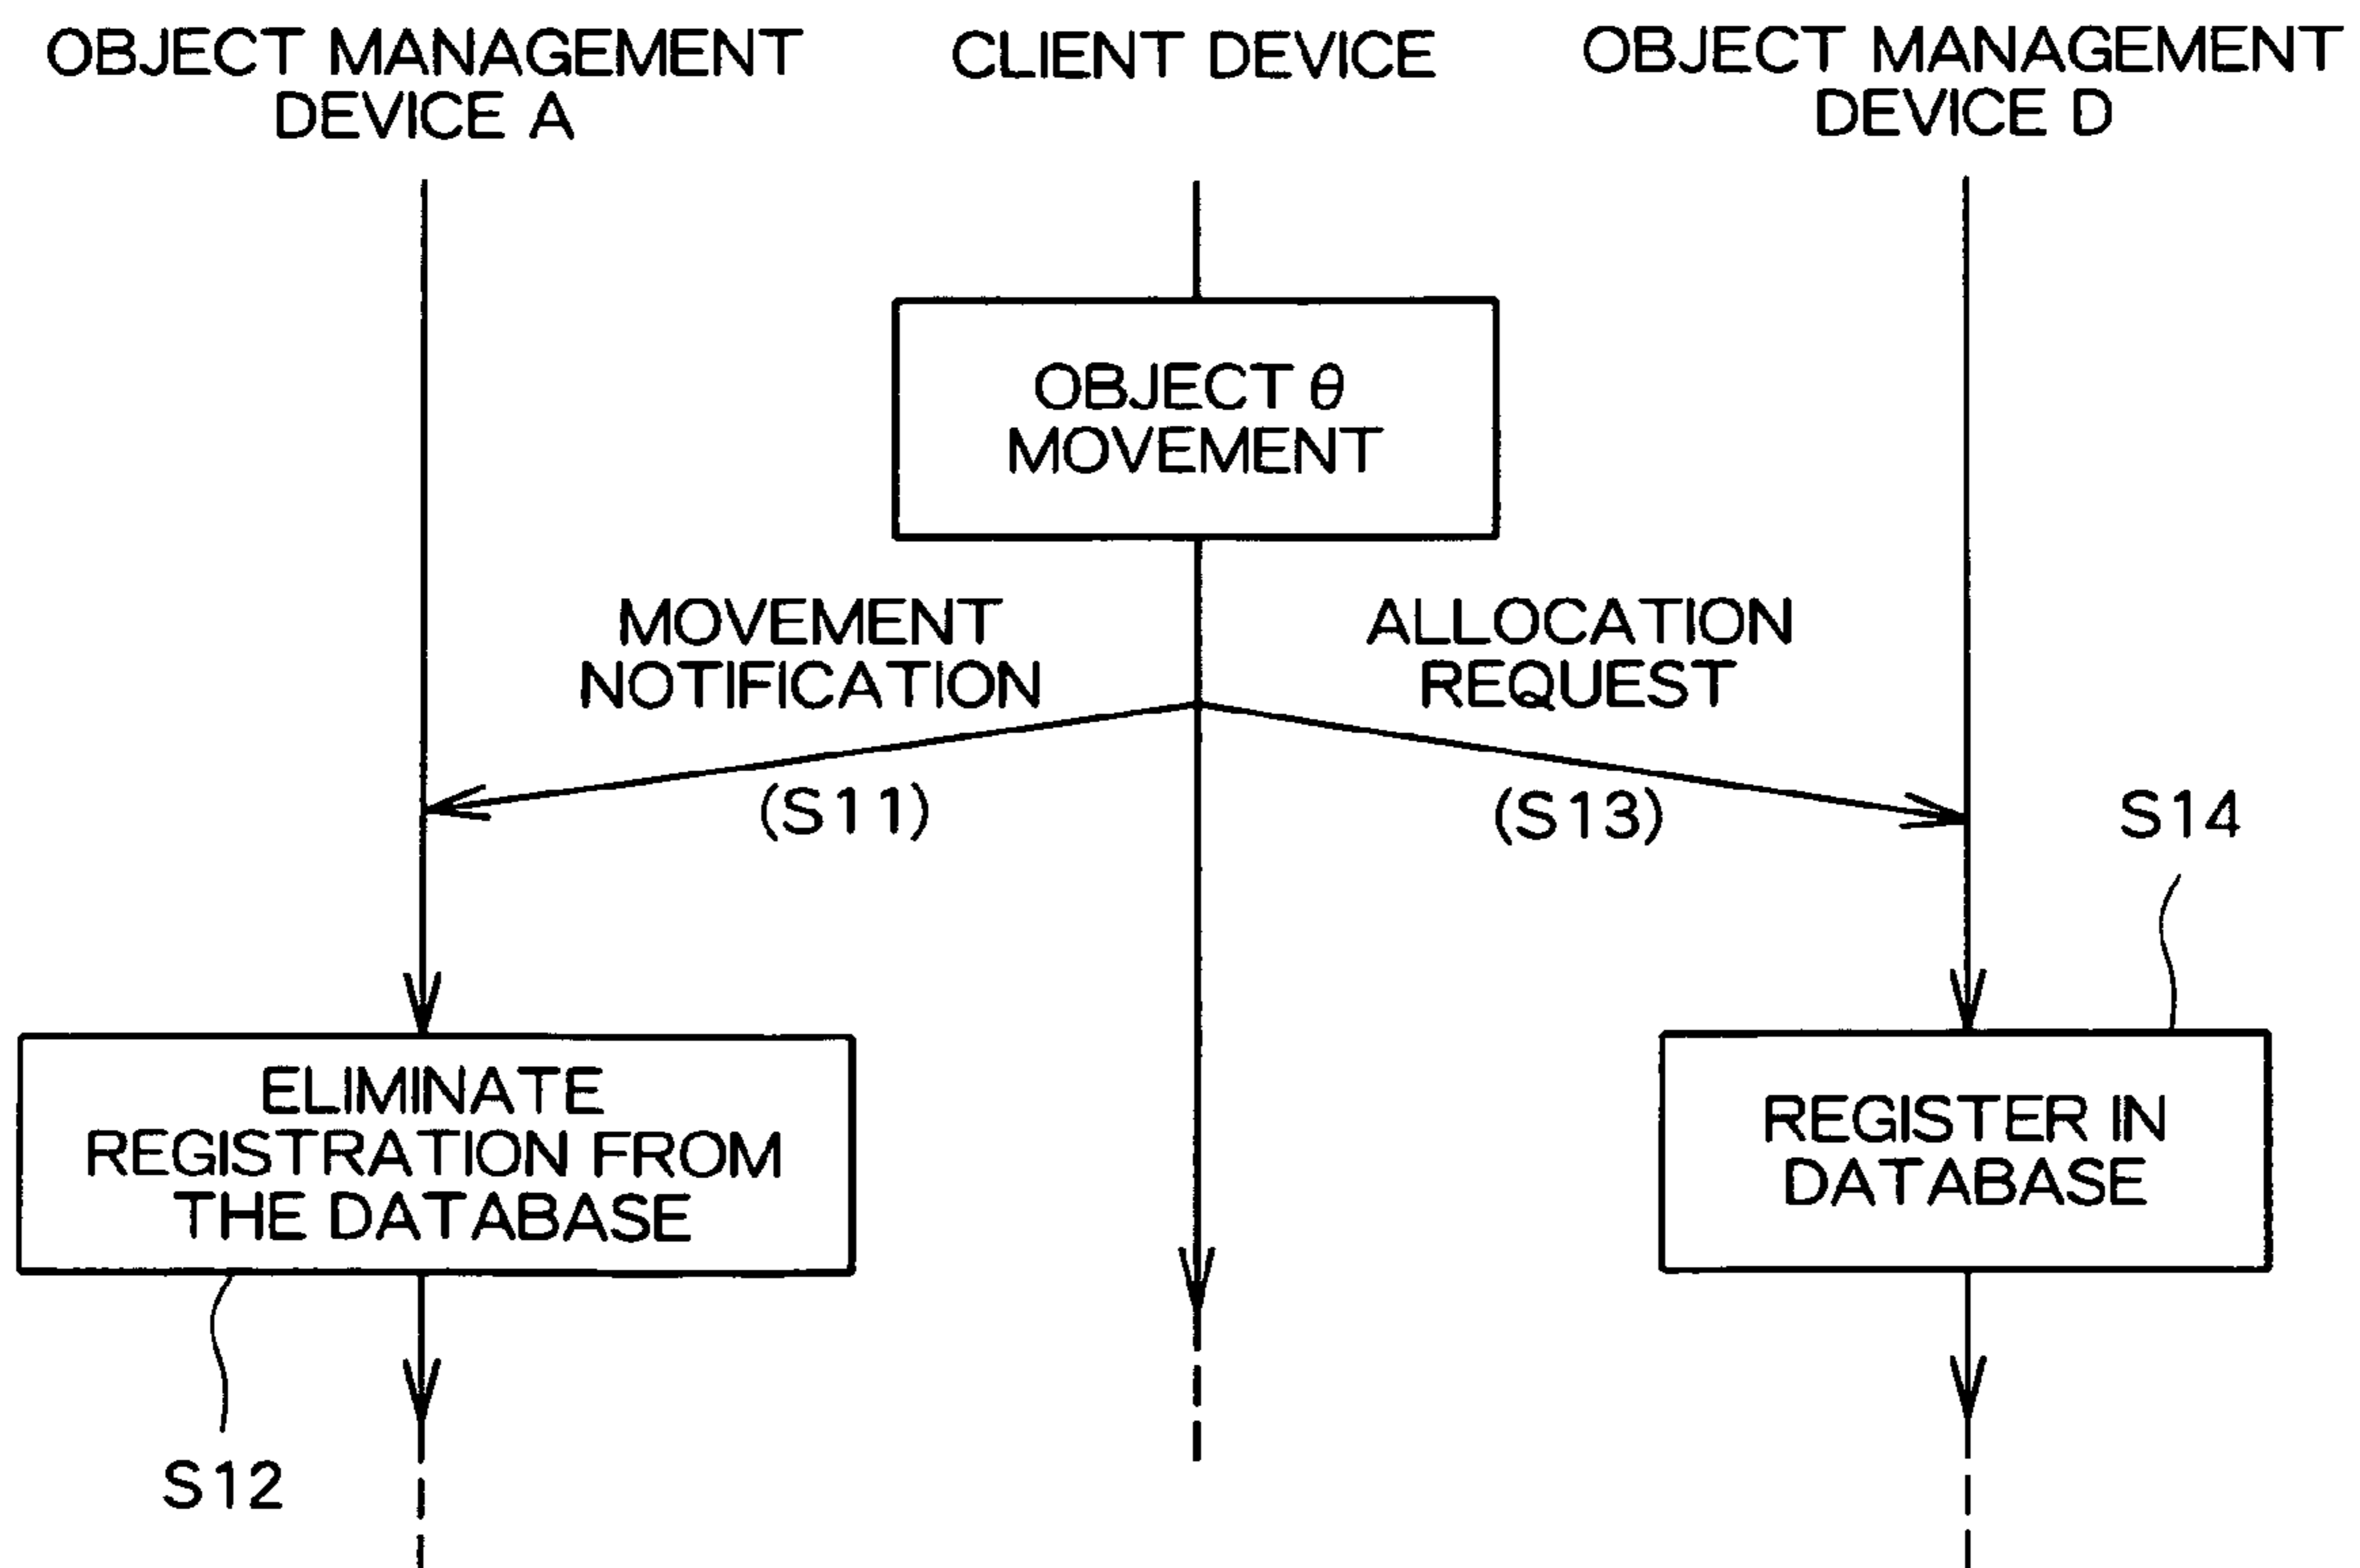 OBJECT MANAGEMENT
DEVICE A
CLIENT DEVICE
OBJECT MANAGEMENT
DEVICE D
OBJECT θ
MOVEMENT
MOVEMENT
NOTIFICATION
ALLOCATION
REQUEST
(S11)
(S13)
S14
ELIMINATE
REGISTRATION FROM
THE DATABASE
REGISTER IN
DATABASE
S12